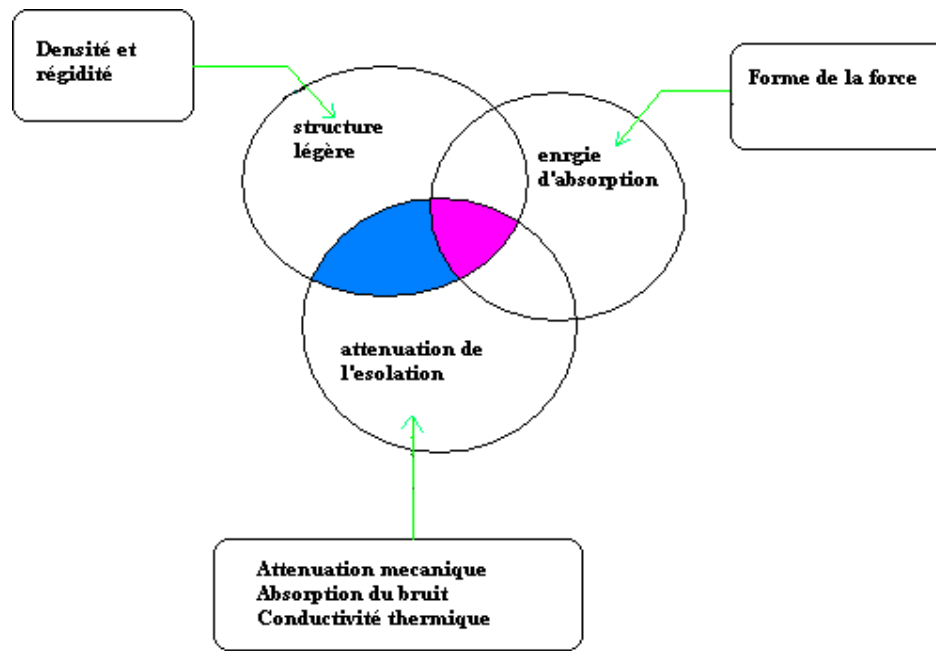 Densité et
régidité
Forme de la force
structure
légère
enrgie
d'absorption
attenuation de
l'esolation
Attenuation mecanique
Absorption du bruit
Conductivité thermique